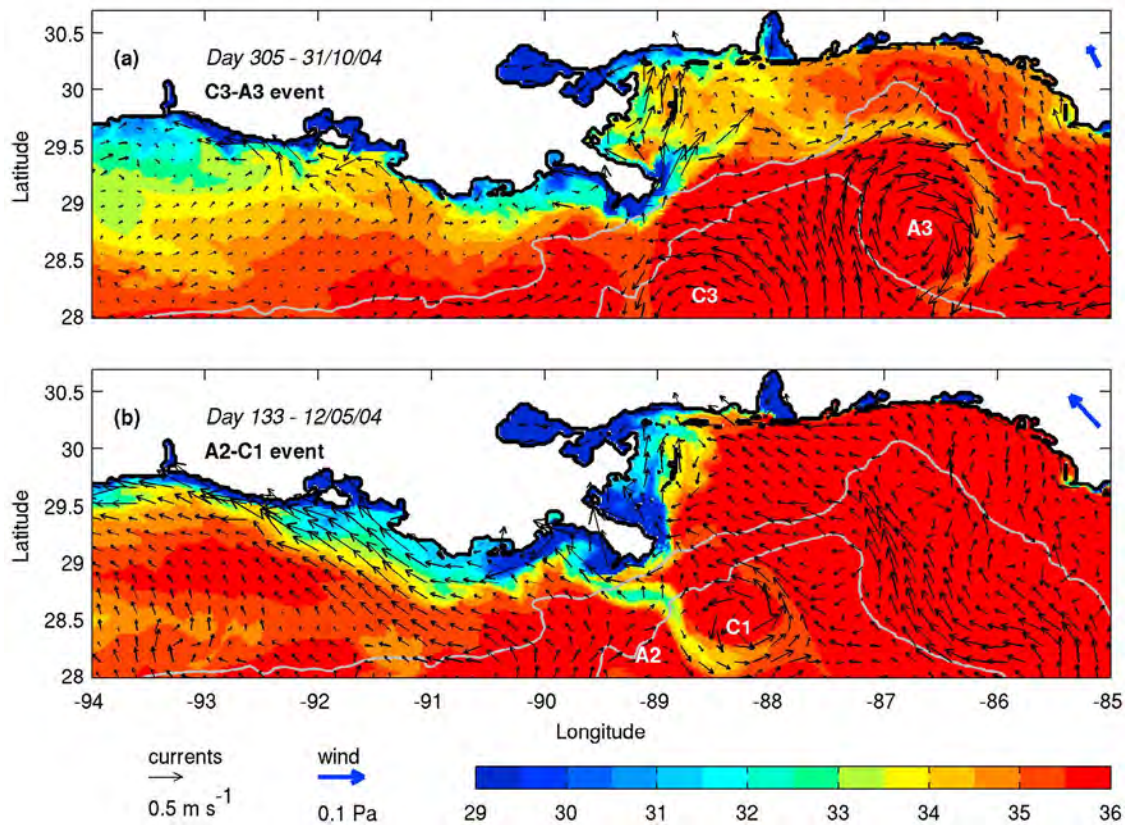 30.5
(a)
Day 305 - 31/10/04
C3-A3 event
30
29.5
29
28.5
28
Latitude
A3
C3
30.5
(b)
Day 133 - 12/05/04
A2-C1 event
30
29.5
29
28.5
28
Latitude
C1
A2
-94 -93 -92 -91 -90 -89 -88 -87 -86 -85
Longitude
currents
0.5 m s-1
wind
0.1 Pa
29 30 31 32 33 34 35 36